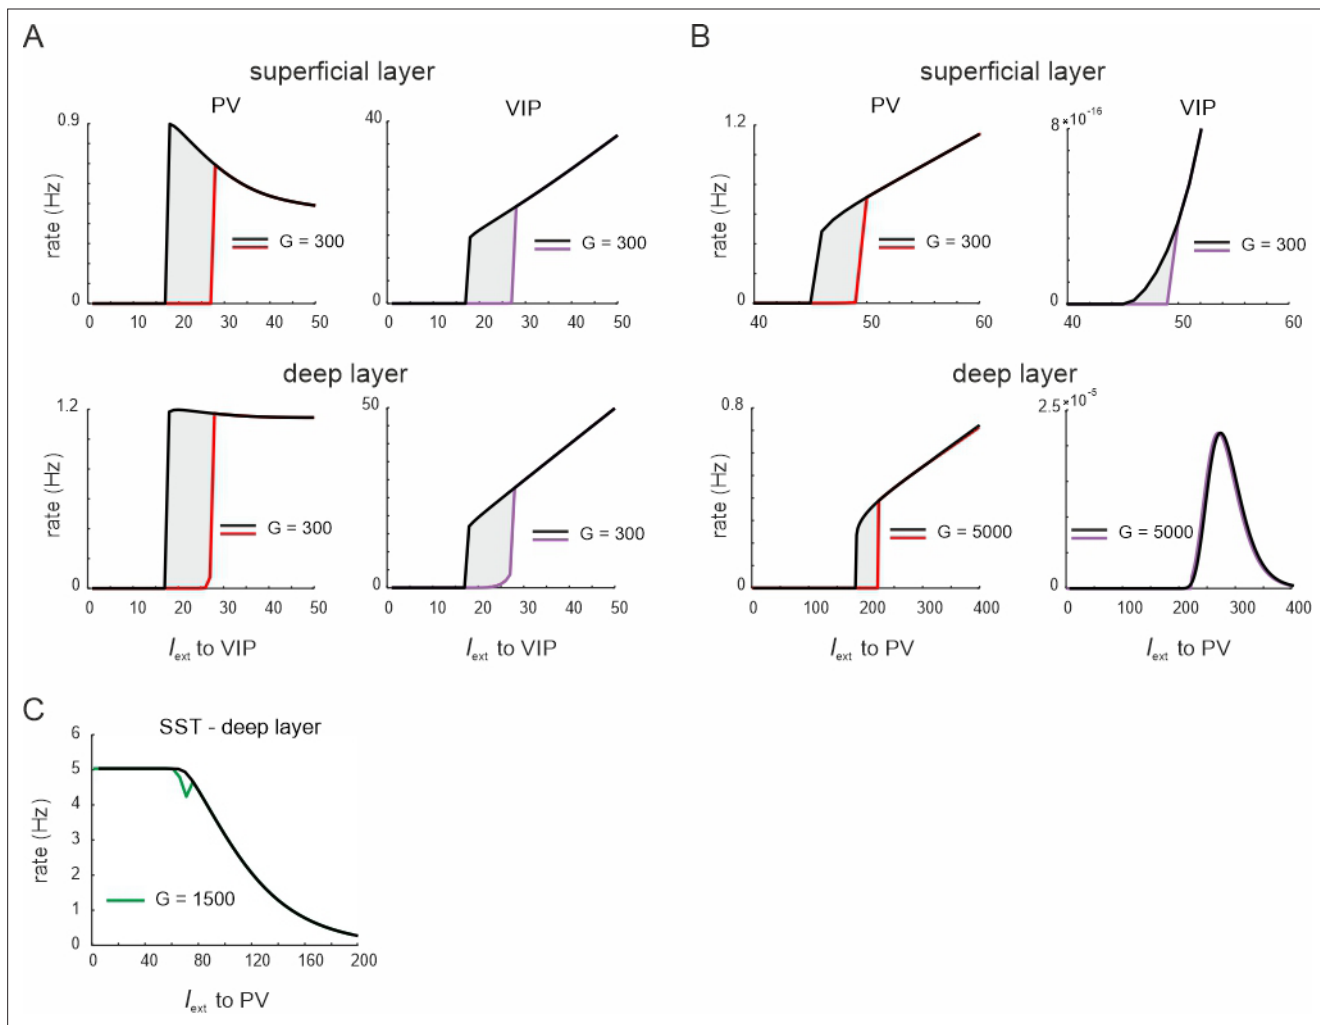 A
superficial layer
PV
VIP
0.9
rate (Hz)
G = 300
0
0 10 20 30 40 50
40
20
G = 300
0
0 10 20 30 40 50
deep layer
1.2
rate (Hz)
G = 300
0
0 10 20 30 40 50
I ext to VIP
50
G = 300
0
0 10 20 30 40 50
I ext to VIP
B
superficial layer
PV
VIP
1.2
rate (Hz)
G = 300
0
40 50 60
8*10-16
G = 300
0
40 50 60
deep layer
0.8
rate (Hz)
G = 5000
0
0 100 200 300 400
I ext to PV
2.5*10-5
G = 5000
0
0 100 200 300 400
I ext to PV
C
SST - deep layer
6
5
4
3
2
1
0
rate (Hz)
G = 1500
0 40 80 120 160 200
I ext to PV